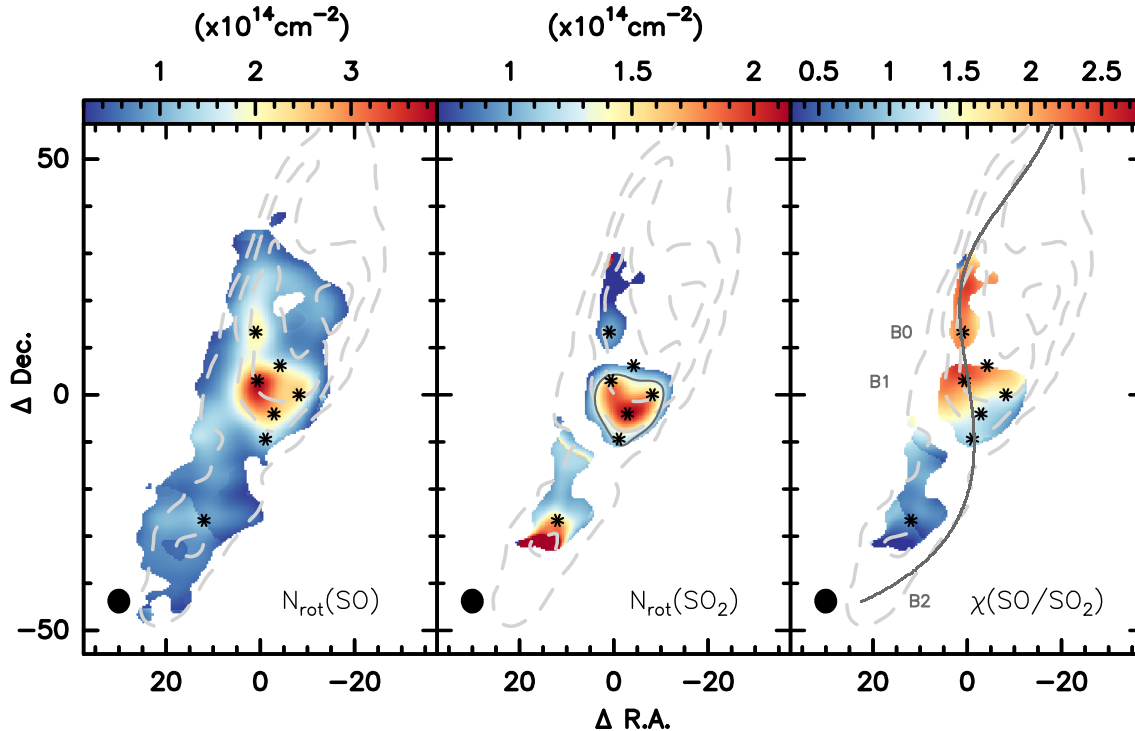 (x10¹⁴cm⁻²) (x10¹⁴cm⁻²)
1 2 3 1 1.5 2 0.5 1 1.5 2 2.5
50
B0
0 B1
Δ Dec.
Nrot(SO) Nrot(SO₂) B2 χ(SO/SO₂)
−50
20 0 −20 20 0 −20 20 0 −20
Δ R.A.